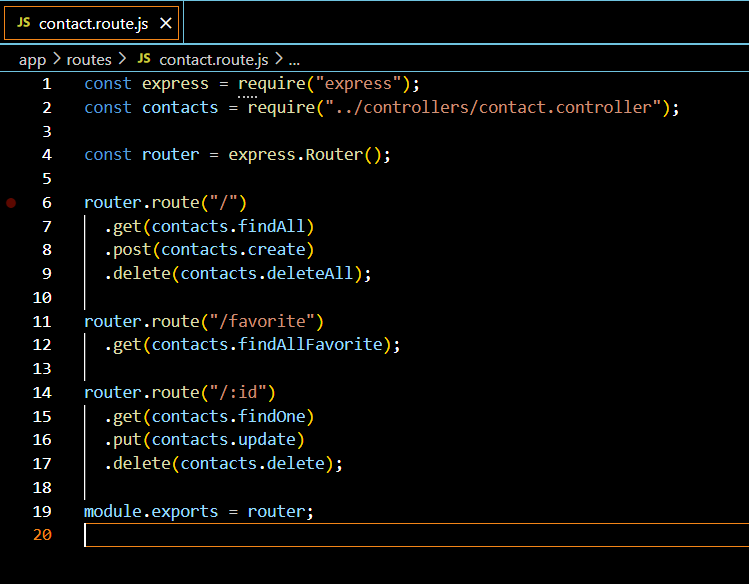 JS contact.route.js ×
app > routes > JS contact.route.js > ...
1 const express = require("express");
2 const contacts = require("../controllers/contact.controller");
3
4 const router = express.Router();
5
6 router.route("/")
7   .get(contacts.findAll)
8   .post(contacts.create)
9   .delete(contacts.deleteAll);
10
11 router.route("/favorite")
12   .get(contacts.findAllFavorite);
13
14 router.route("/:id")
15   .get(contacts.findOne)
16   .put(contacts.update)
17   .delete(contacts.delete);
18
19 module.exports = router;
20